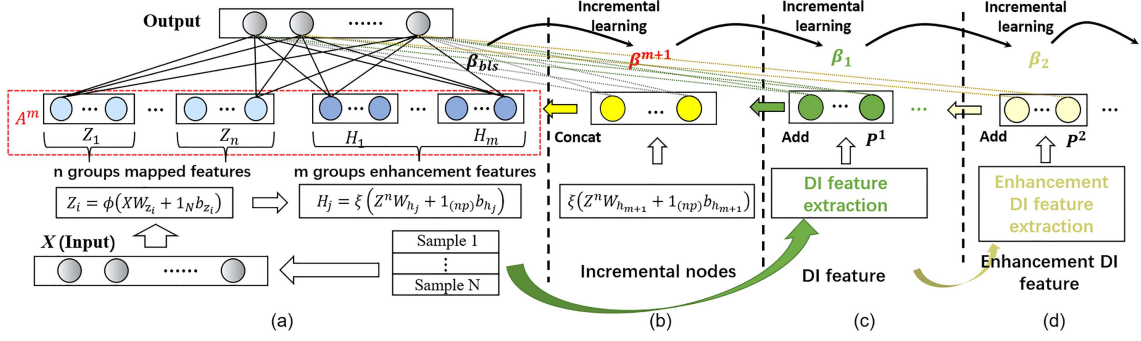 Output
......
Incremental learning
Incremental learning
Incremental learning
β_bls
β^{m+1}
β_1
β_2
A^m
...
...
...
...
...
...
...
...
...
...
...
Z_1
Z_n
H_1
H_m
Concat
Add
P^1
Add
P^2
n groups mapped features
m groups enhancement features
Z_i = ϕ(XW_{z_i} + 1_N b_{z_i})
H_j = ξ(Z^n W_{h_j} + 1_{(np)} b_{h_j})
ξ(Z^n W_{h_{m+1}} + 1_{(np)} b_{h_{m+1}})
DI feature
extraction
Enhancement
DI feature
extraction
X (Input)
......
Sample 1
⋮
Sample N
Incremental nodes
DI feature
Enhancement DI
feature
(a)
(b)
(c)
(d)